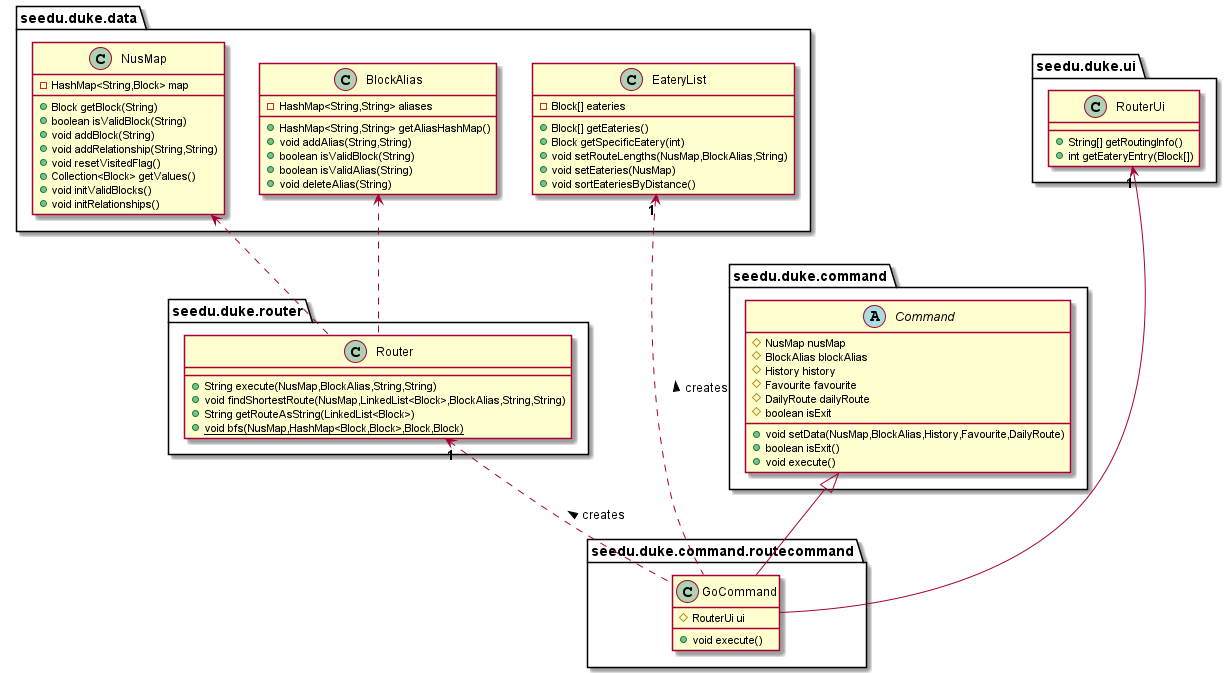 seedu.duke.data
C NusMap
HashMap<String,Block> map
Block getBlock(String)
boolean isValidBlock(String)
void addBlock(String)
void addRelationship(String,String)
void resetVisitedFlag()
Collection<Block> getValues()
void initValidBlocks()
void initRelationships()
C BlockAlias
HashMap<String,String> aliases
HashMap<String,String> getAliasHashMap()
void addAlias(String,String)
boolean isValidBlock(String)
boolean isValidAlias(String)
void deleteAlias(String)
C EateryList
Block[] eateries
Block[] getEateries()
Block getSpecificEatery(int)
void setRouteLengths(NusMap,BlockAlias,String)
void setEateries(NusMap)
void sortEateriesByDistance()
1
seedu.duke.ui
C RouterUi
String[] getRoutingInfo()
int getEateryEntry(Block[])
1
seedu.duke.router
C Router
String execute(NusMap,BlockAlias,String,String)
void findShortestRoute(NusMap,LinkedList<Block>,BlockAlias,String,String)
String getRouteAsString(LinkedList<Block>)
void bfs(NusMap,HashMap<Block,Block>,Block,Block)
1
creates
seedu.duke.command
A Command
NusMap nusMap
BlockAlias blockAlias
History history
Favourite favourite
DailyRoute dailyRoute
boolean isExit
void setData(NusMap,BlockAlias,History,Favourite,DailyRoute)
boolean isExit()
void execute()
creates
seedu.duke.command.routecommand
C GoCommand
RouterUi ui
void execute()